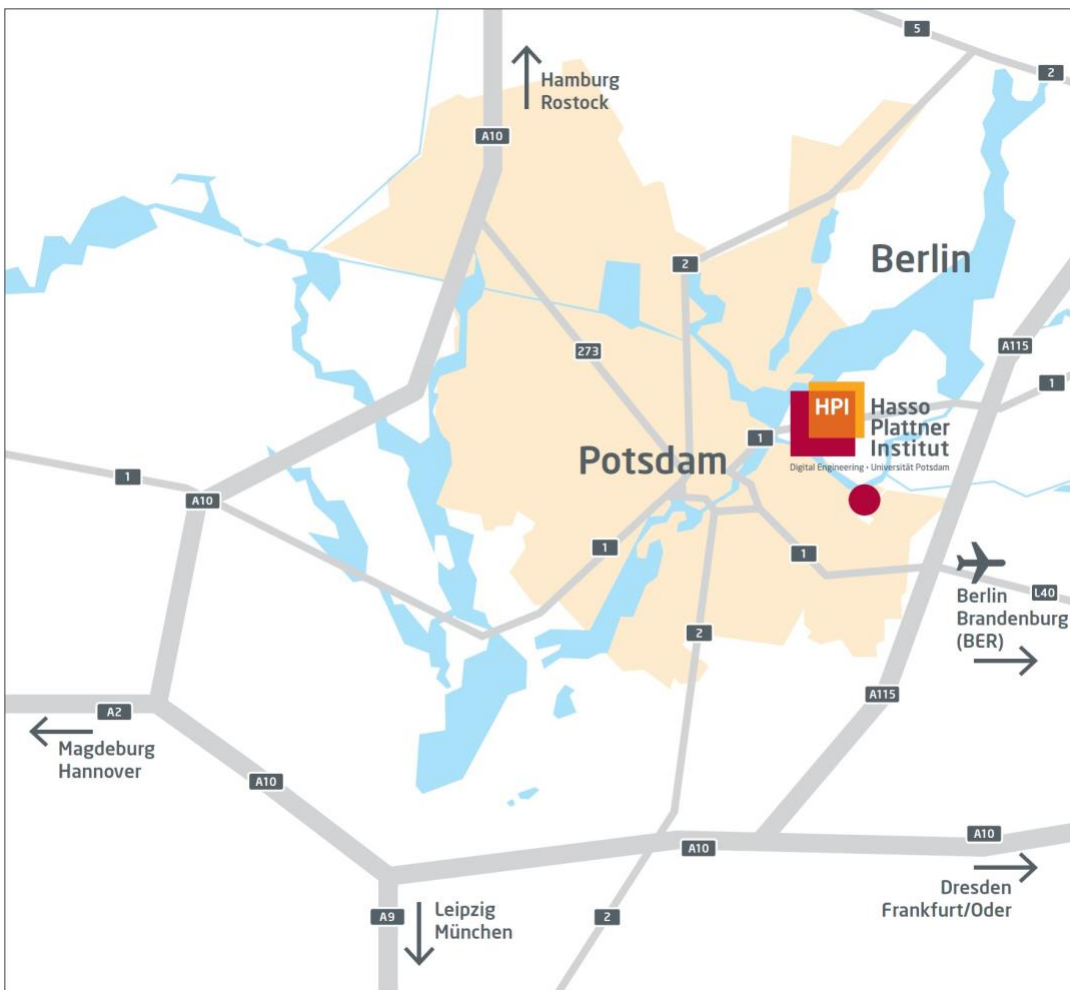 5
2
Hamburg
Rostock
A10
Berlin
2
A115
273
1
HPI
Hasso
Plattner
Institut
Digital Engineering • Universität Potsdam
1
Potsdam
1
A10
1
1
Berlin
Brandenburg
(BER)
L40
2
A115
A2
Magdeburg
Hannover
A10
A10
A10
Dresden
Frankfurt/Oder
A9
Leipzig
München
2